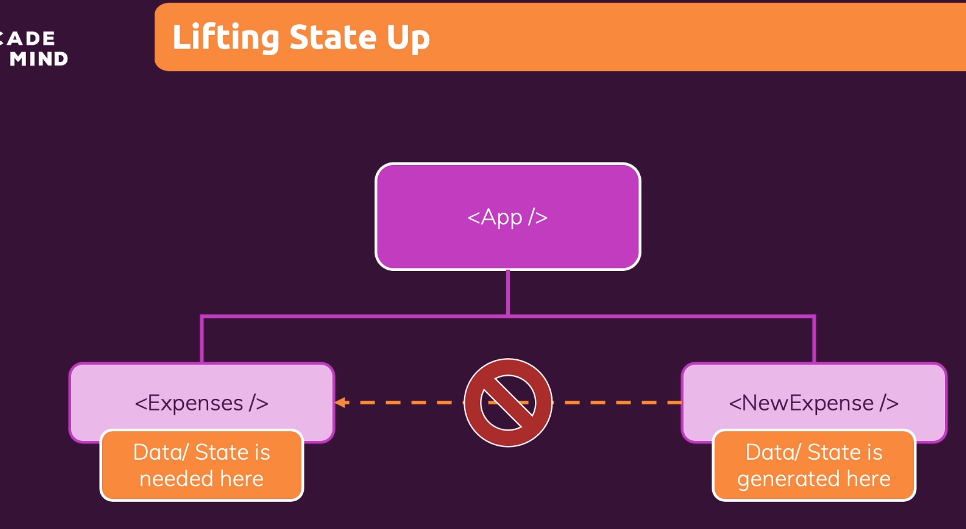 CADE
MIND
Lifting State Up
<App />
<Expenses />
<NewExpense />
Data/ State is
needed here
Data/ State is
generated here